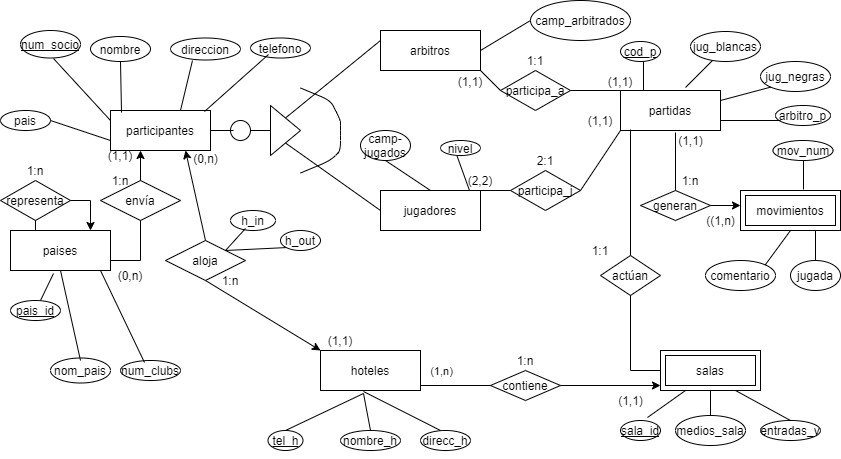 camp_arbitrados
num_socio
nombre
direccion
telefono
arbitros
cod_p
jug_blancas
1:1
(1,1)
participa_a
(1,1)
jug_negras
partidas
pais
participantes
(1,1)
arbitro_p
(1,1)
(0,n)
camp-
jugados
nivel
(1,1)
mov_num
1:n
2:1
1:n
1:n
(2,2)
representa
envía
participa_j
generan
movimientos
jugadores
((1,n)
h_in
h_out
paises
1:1
aloja
(0,n)
1:n
actúan
comentario
jugada
pais_id
(1,1)
1:n
nom_pais
num_clubs
hoteles
(1,n)
contiene
salas
(1,1)
tel_h
nombre_h
direcc_h
sala_id
medios_sala
entradas_v